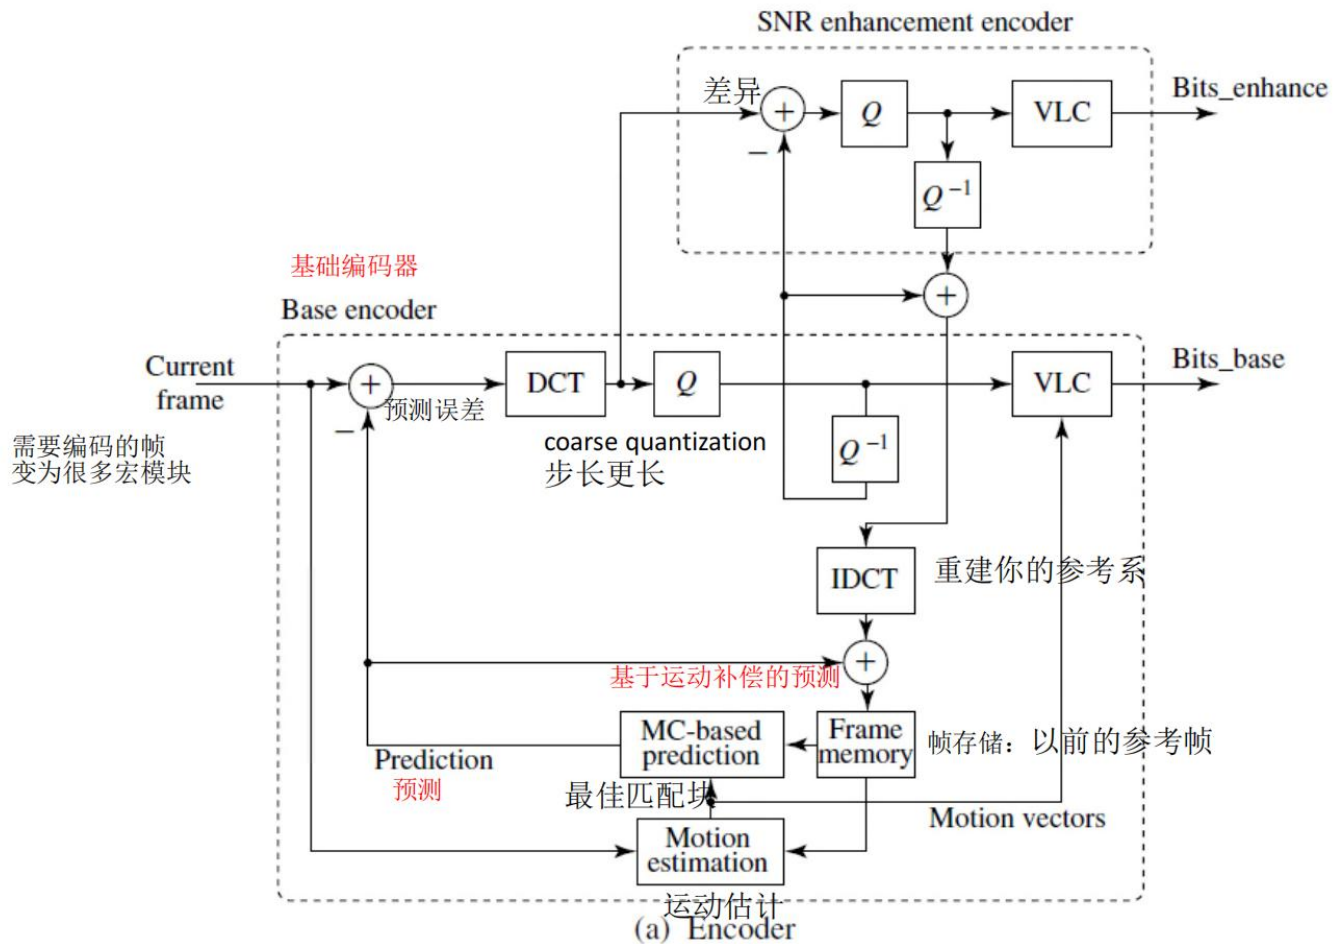 SNR enhancement encoder
差异
+
Q
VLC
Bits_enhance
−
Q⁻¹
基础编码器
+
Base encoder
Current
frame
+
DCT
Q
VLC
Bits_base
−
预测误差
需要编码的帧
变为很多宏模块
coarse quantization
步长更长
Q⁻¹
IDCT
重建你的参考系
+
基于运动补偿的预测
MC-based
prediction
Frame
memory
帧存储：以前的参考帧
Prediction
预测
最佳匹配块
Motion vectors
Motion
estimation
运动估计
(a) Encoder